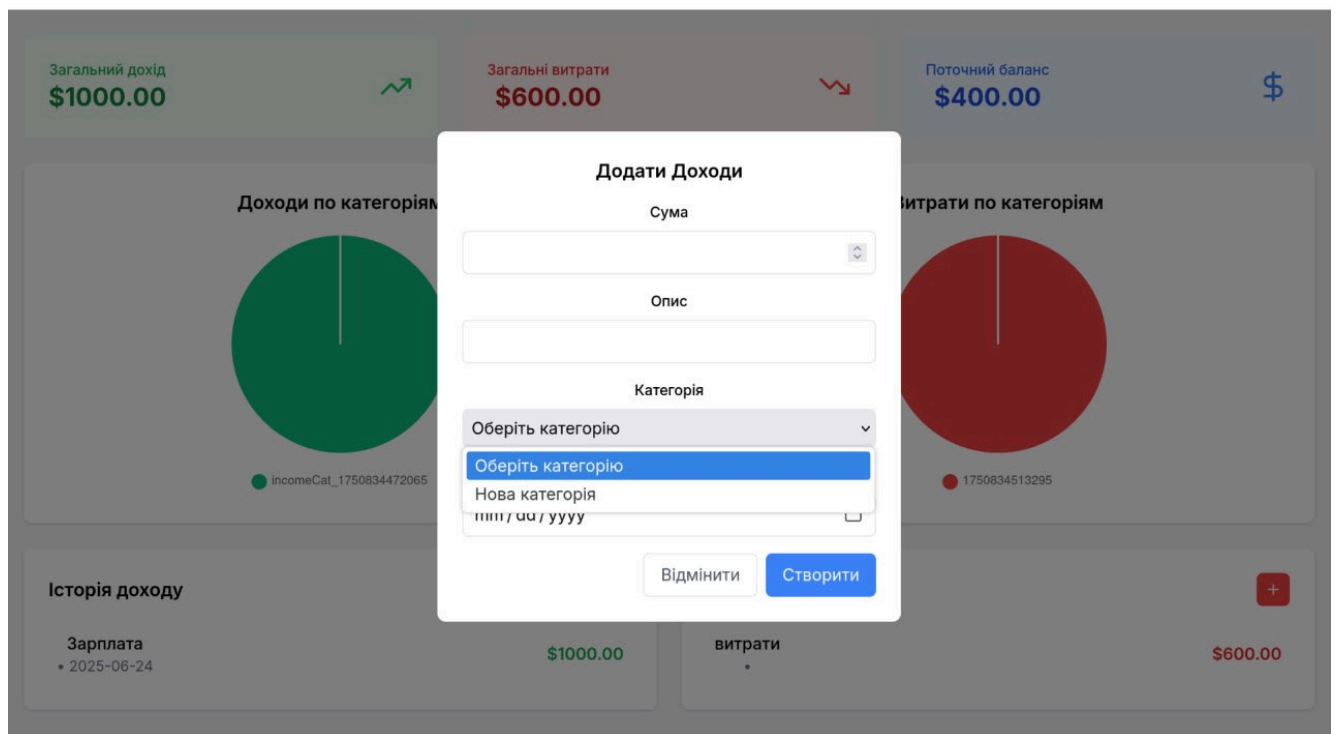 Загальний дохід
$1000.00
Загальні витрати
$600.00
Поточний баланс
$400.00
$
Доходи по категоріям
Витрати по категоріям
incomeCat_1750834472065
1750834513295
Додати Доходи
Сума
Опис
Категорія
Оберіть категорію
Оберіть категорію
Нова категорія
mm/dd/yyyy
Відмінити
Створити
Історія доходу
+
Зарплата
• 2025-06-24
$1000.00
витрати
•
$600.00